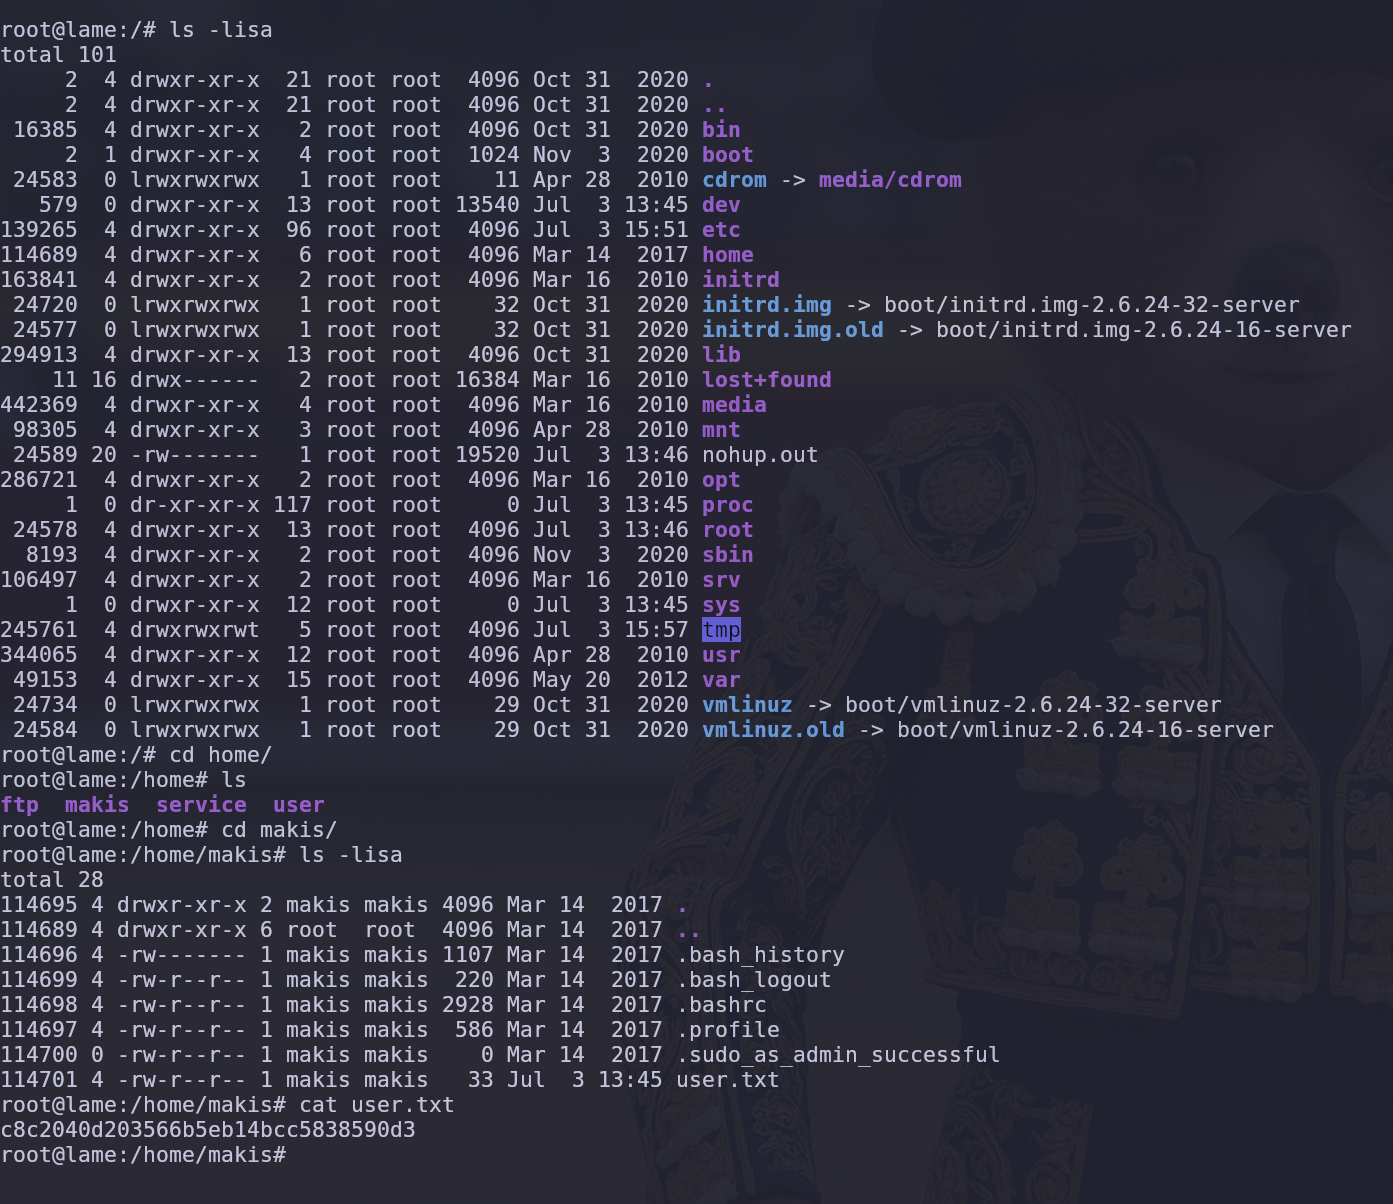 root@lame:/# ls -lisa
total 101
     2  4 drwxr-xr-x  21 root root  4096 Oct 31  2020 .
     2  4 drwxr-xr-x  21 root root  4096 Oct 31  2020 ..
 16385  4 drwxr-xr-x   2 root root  4096 Oct 31  2020 bin
     2  1 drwxr-xr-x   4 root root  1024 Nov  3  2020 boot
 24583  0 lrwxrwxrwx   1 root root    11 Apr 28  2010 cdrom -> media/cdrom
   579  0 drwxr-xr-x  13 root root 13540 Jul  3 13:45 dev
139265  4 drwxr-xr-x  96 root root  4096 Jul  3 15:51 etc
114689  4 drwxr-xr-x   6 root root  4096 Mar 14  2017 home
163841  4 drwxr-xr-x   2 root root  4096 Mar 16  2010 initrd
 24720  0 lrwxrwxrwx   1 root root    32 Oct 31  2020 initrd.img -> boot/initrd.img-2.6.24-32-server
 24577  0 lrwxrwxrwx   1 root root    32 Oct 31  2020 initrd.img.old -> boot/initrd.img-2.6.24-16-server
294913  4 drwxr-xr-x  13 root root  4096 Oct 31  2020 lib
    11 16 drwx------   2 root root 16384 Mar 16  2010 lost+found
442369  4 drwxr-xr-x   4 root root  4096 Mar 16  2010 media
 98305  4 drwxr-xr-x   3 root root  4096 Apr 28  2010 mnt
 24589 20 -rw-------   1 root root 19520 Jul  3 13:46 nohup.out
286721  4 drwxr-xr-x   2 root root  4096 Mar 16  2010 opt
     1  0 dr-xr-xr-x 117 root root     0 Jul  3 13:45 proc
 24578  4 drwxr-xr-x  13 root root  4096 Jul  3 13:46 root
  8193  4 drwxr-xr-x   2 root root  4096 Nov  3  2020 sbin
106497  4 drwxr-xr-x   2 root root  4096 Mar 16  2010 srv
     1  0 drwxr-xr-x  12 root root     0 Jul  3 13:45 sys
245761  4 drwxrwxrwt   5 root root  4096 Jul  3 15:57 tmp
344065  4 drwxr-xr-x  12 root root  4096 Apr 28  2010 usr
 49153  4 drwxr-xr-x  15 root root  4096 May 20  2012 var
 24734  0 lrwxrwxrwx   1 root root    29 Oct 31  2020 vmlinuz -> boot/vmlinuz-2.6.24-32-server
 24584  0 lrwxrwxrwx   1 root root    29 Oct 31  2020 vmlinuz.old -> boot/vmlinuz-2.6.24-16-server
root@lame:/# cd home/
root@lame:/home# ls
ftp  makis  service  user
root@lame:/home# cd makis/
root@lame:/home/makis# ls -lisa
total 28
114695 4 drwxr-xr-x 2 makis makis 4096 Mar 14  2017 .
114689 4 drwxr-xr-x 6 root  root  4096 Mar 14  2017 ..
114696 4 -rw------- 1 makis makis 1107 Mar 14  2017 .bash_history
114699 4 -rw-r--r-- 1 makis makis  220 Mar 14  2017 .bash_logout
114698 4 -rw-r--r-- 1 makis makis 2928 Mar 14  2017 .bashrc
114697 4 -rw-r--r-- 1 makis makis  586 Mar 14  2017 .profile
114700 0 -rw-r--r-- 1 makis makis    0 Mar 14  2017 .sudo_as_admin_successful
114701 4 -rw-r--r-- 1 makis makis   33 Jul  3 13:45 user.txt
root@lame:/home/makis# cat user.txt
c8c2040d203566b5eb14bcc5838590d3
root@lame:/home/makis#